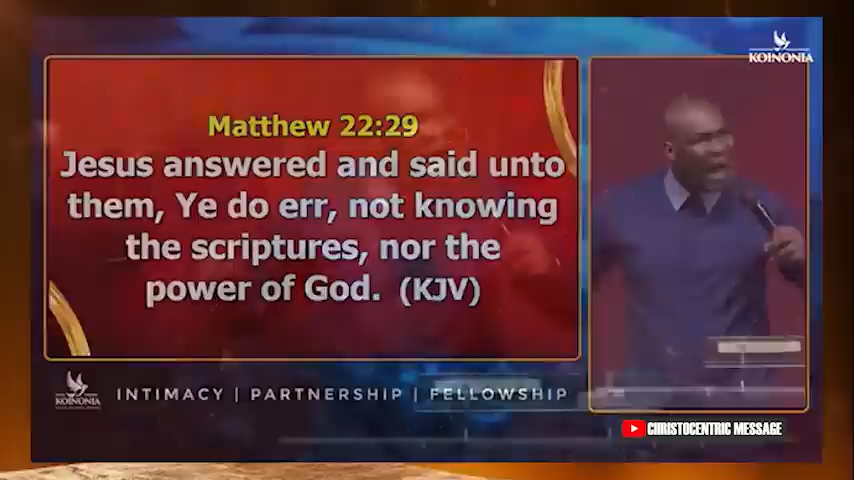 KOINONIA
Matthew 22:29
Jesus answered and said unto
them, Ye do err, not knowing
the scriptures, nor the
power of God. (KJV)
KOINONIA
INTIMACY | PARTNERSHIP | FELLOWSHIP
CHRISTOCENTRIC MESSAGE